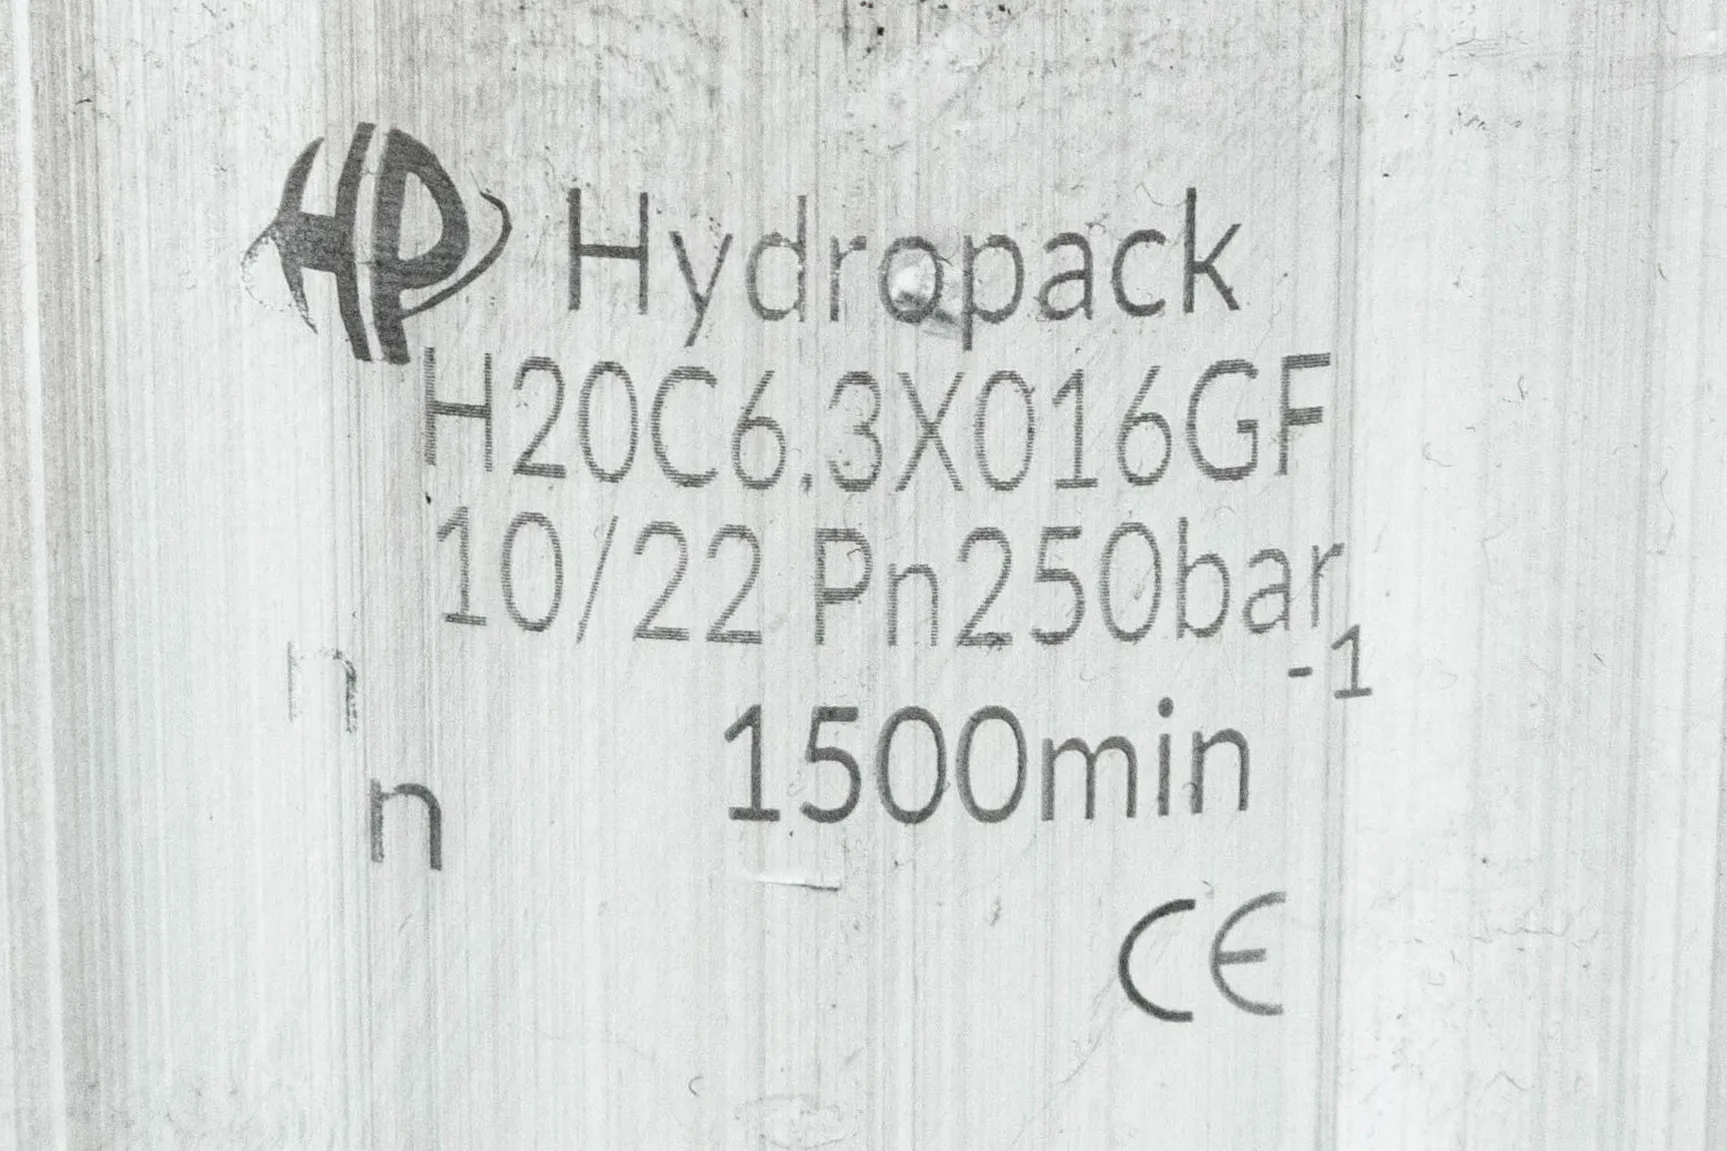 HP Hydropack
H20C6.3X016GF
10/22 Pn250bar
n
n 1500min⁻¹
CE